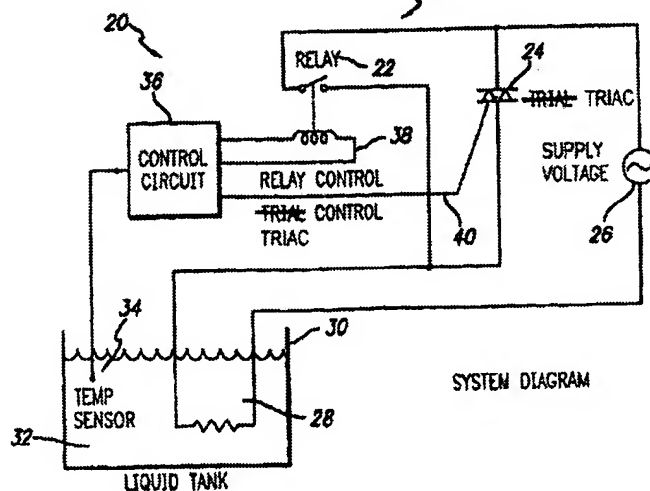 20
36
RELAY
22
24
TRIAL TRIAC
CONTROL
CIRCUIT
38
RELAY CONTROL
TRIAL CONTROL
TRIAC
40
SUPPLY
VOLTAGE
26
34
30
TEMP
SENSOR
32
28
SYSTEM DIAGRAM
LIQUID TANK